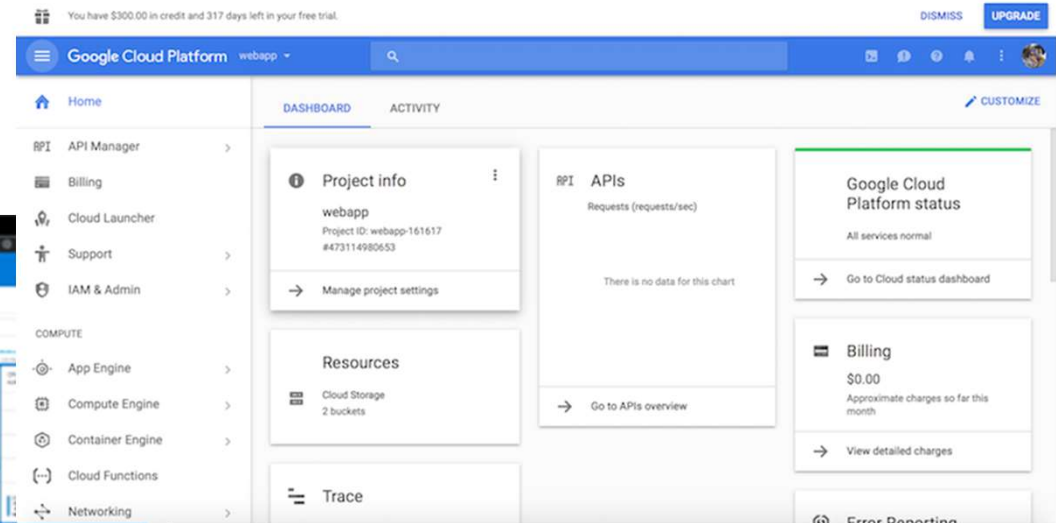 You have $300.00 in credit and 317 days left in your free trial.
DISMISS
UPGRADE
Google Cloud Platform
webapp
Home
API Manager
Billing
Cloud Launcher
Support
IAM & Admin
COMPUTE
App Engine
Compute Engine
Container Engine
Cloud Functions
Networking
DASHBOARD
ACTIVITY
CUSTOMIZE
Project info
webapp
Project ID: webapp-161617
#473114980653
Manage project settings
Resources
Cloud Storage
2 buckets
Trace
API APIs
Requests (requests/sec)
There is no data for this chart
Go to APIs overview
Google Cloud
Platform status
All services normal
Go to Cloud status dashboard
Billing
$0.00
Approximate charges so far this
month
View detailed charges
Error Reporting